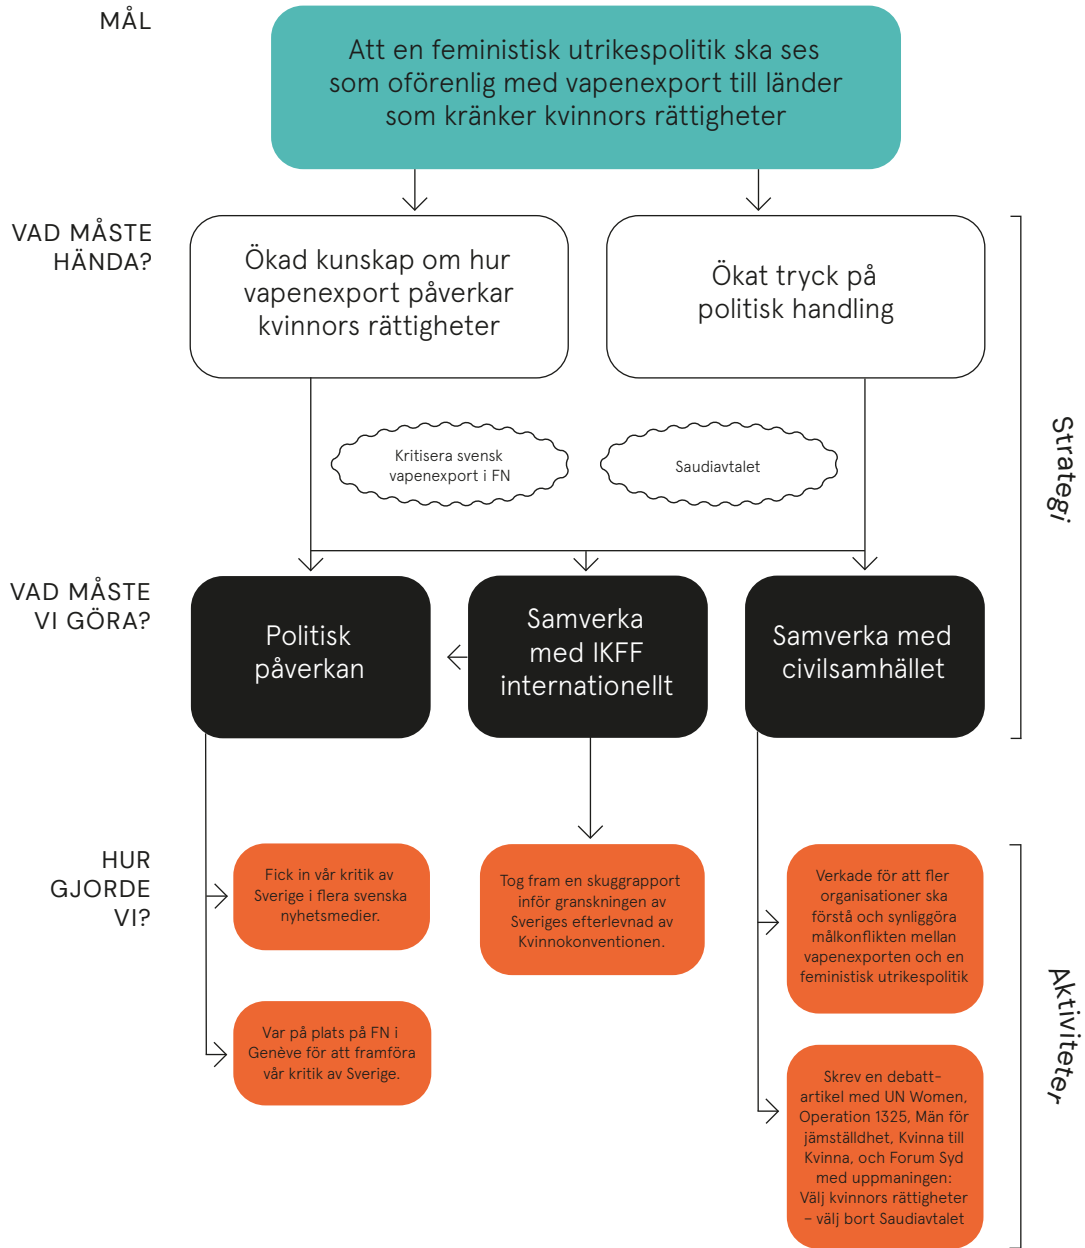 MÅL
Att en feministisk utrikespolitik ska ses
som oförenlig med vapenexport till länder
som kränker kvinnors rättigheter
VAD MÅSTE
HÄNDA?
Ökad kunskap om hur
vapenexport påverkar
kvinnors rättigheter
Ökat tryck på
politisk handling
Strategi
Kritisera svensk
vapenexport i FN
Saudiavtalet
VAD MÅSTE
VI GÖRA?
Politisk
påverkan
Samverka
med IKFF
internationellt
Samverka med
civilsamhället
HUR
GJORDE
VI?
Fick in vår kritik av
Sverige i flera svenska
nyhetsmedier.
Tog fram en skuggrapport
inför granskningen av
Sveriges efterlevnad av
Kvinnokonventionen.
Verkade för att fler
organisationer ska
förstå och synliggöra
målkonflikten mellan
vapenexporten och en
feministisk utrikespolitik
Aktiviteter
Var på plats på FN i
Genève för att framföra
vår kritik av Sverige.
Skrev en debatt-
artikel med UN Women,
Operation 1325, Män för
jämställdhet, Kvinna till
Kvinna, och Forum Syd
med uppmaningen:
Välj kvinnors rättigheter
– välj bort Saudiavtalet